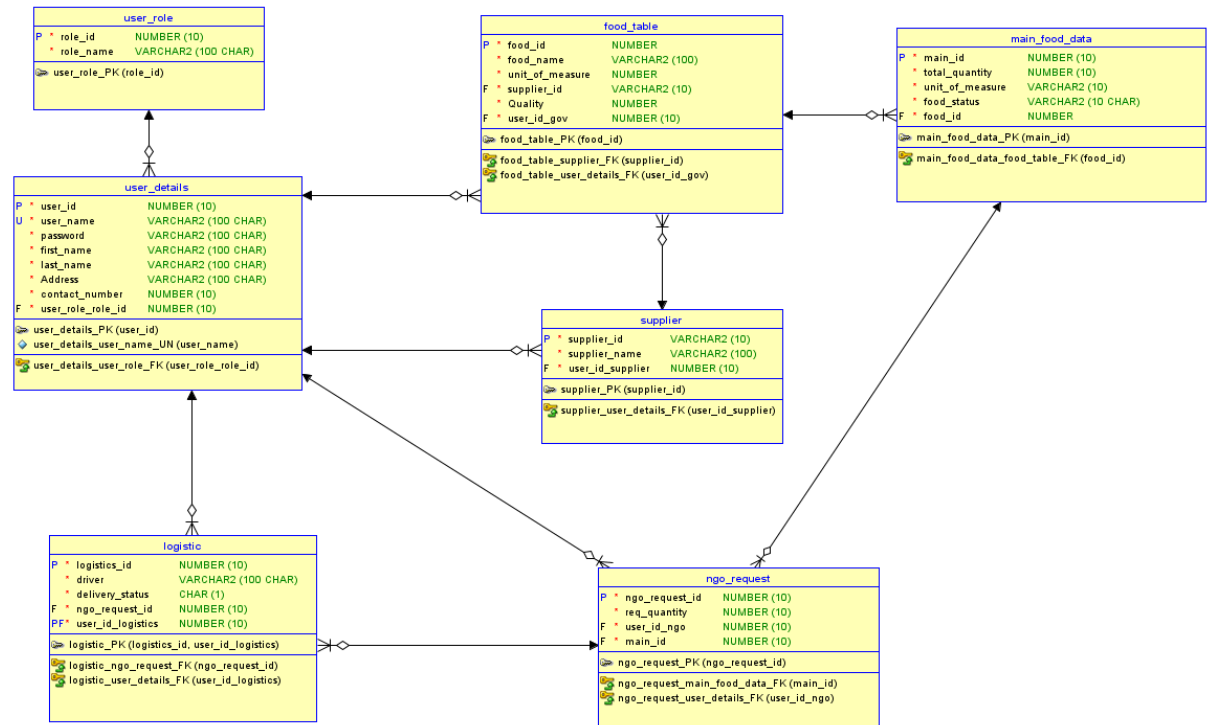 user_role
P * role_id NUMBER (10)
* role_name VARCHAR2 (100 CHAR)
user_role_PK (role_id)
food_table
P * food_id NUMBER
* food_name VARCHAR2 (100)
* unit_of_measure NUMBER
F * supplier_id VARCHAR2 (10)
* Quality NUMBER
F * user_id_gov NUMBER (10)
food_table_PK (food_id)
food_table_supplier_FK (supplier_id)
food_table_user_details_FK (user_id_gov)
main_food_data
P * main_id NUMBER (10)
* total_quantity NUMBER (10)
* unit_of_measure VARCHAR2 (10)
* food_status VARCHAR2 (10 CHAR)
F * food_id NUMBER
main_food_data_PK (main_id)
main_food_data_food_table_FK (food_id)
user_details
P * user_id NUMBER (10)
U * user_name VARCHAR2 (100 CHAR)
* password VARCHAR2 (100 CHAR)
* first_name VARCHAR2 (100 CHAR)
* last_name VARCHAR2 (100 CHAR)
* Address VARCHAR2 (100 CHAR)
* contact_number NUMBER (10)
F * user_role_role_id NUMBER (10)
user_details_PK (user_id)
user_details_user_name_UN (user_name)
user_details_user_role_FK (user_role_role_id)
supplier
P * supplier_id VARCHAR2 (10)
* supplier_name VARCHAR2 (100)
F * user_id_supplier NUMBER (10)
supplier_PK (supplier_id)
supplier_user_details_FK (user_id_supplier)
logistic
P * logistics_id NUMBER (10)
* driver VARCHAR2 (100 CHAR)
* delivery_status CHAR (1)
F * ngo_request_id NUMBER (10)
PF* user_id_logistics NUMBER (10)
logistic_PK (logistics_id, user_id_logistics)
logistic_ngo_request_FK (ngo_request_id)
logistic_user_details_FK (user_id_logistics)
ngo_request
P * ngo_request_id NUMBER (10)
* req_quantity NUMBER (10)
F * user_id_ngo NUMBER (10)
F * main_id NUMBER (10)
ngo_request_PK (ngo_request_id)
ngo_request_main_food_data_FK (main_id)
ngo_request_user_details_FK (user_id_ngo)